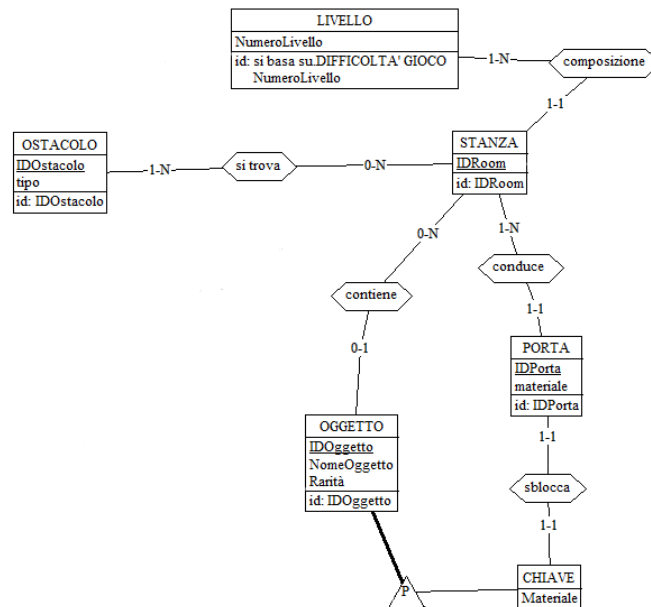 LIVELLO
NumeroLivello
id: si basa su.DIFFICOLTA' GIOCO
NumeroLivello
1-N
composizione
1-1
OSTACOLO
IDOstacolo
tipo
id: IDOstacolo
1-N
si trova
0-N
STANZA
IDRoom
id: IDRoom
0-N
1-N
contiene
conduce
0-1
1-1
PORTA
IDPorta
materiale
id: IDPorta
OGGETTO
IDOggetto
NomeOggetto
Rarità
id: IDOggetto
1-1
sblocca
1-1
P
CHIAVE
Materiale